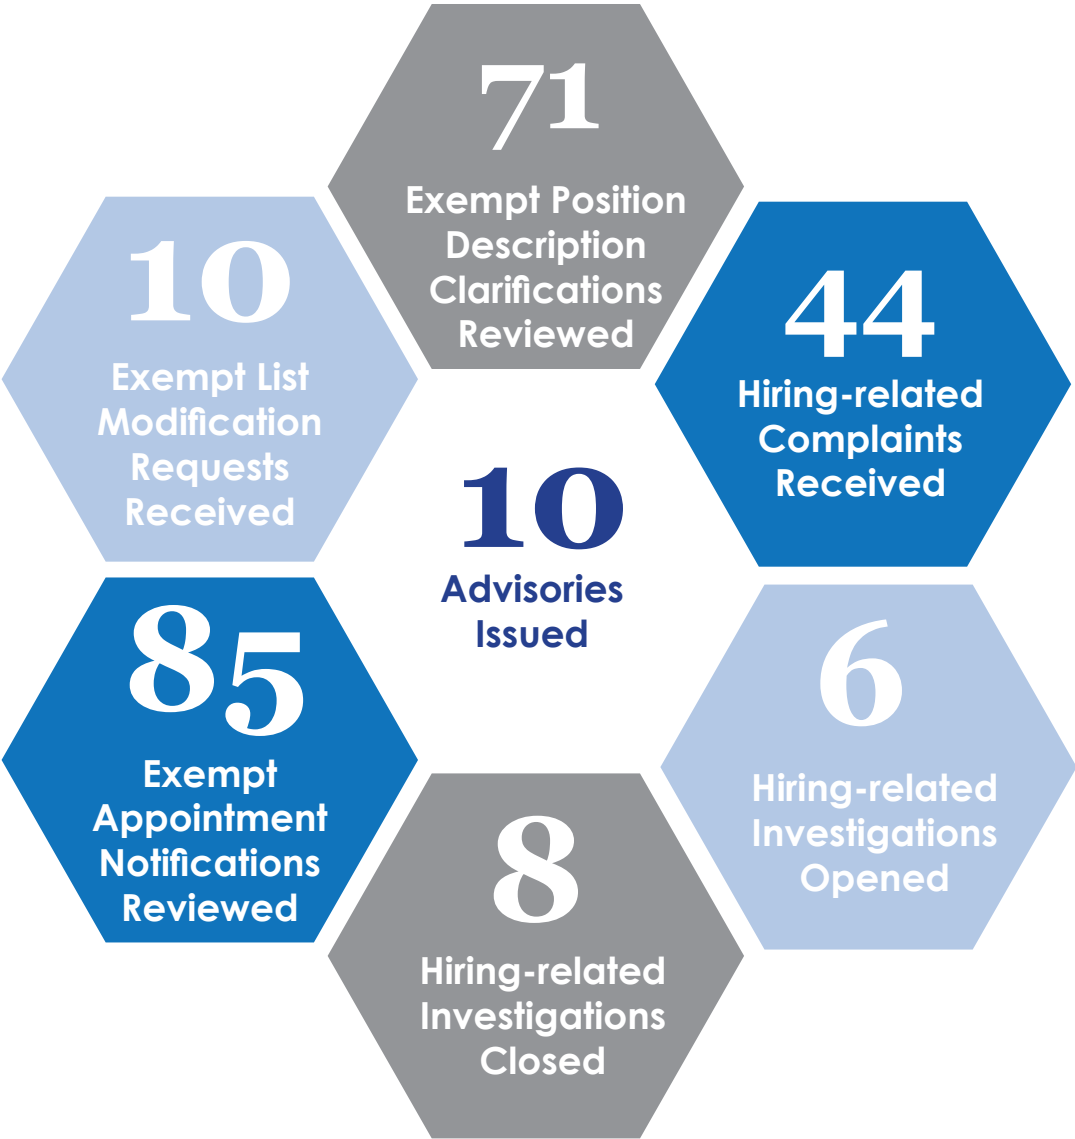 71
Exempt Position
Description
Clarifications
Reviewed
10
Exempt List
Modification
Requests
Received
44
Hiring-related
Complaints
Received
10
Advisories
Issued
85
Exempt
Appointment
Notifications
Reviewed
6
Hiring-related
Investigations
Opened
8
Hiring-related
Investigations
Closed